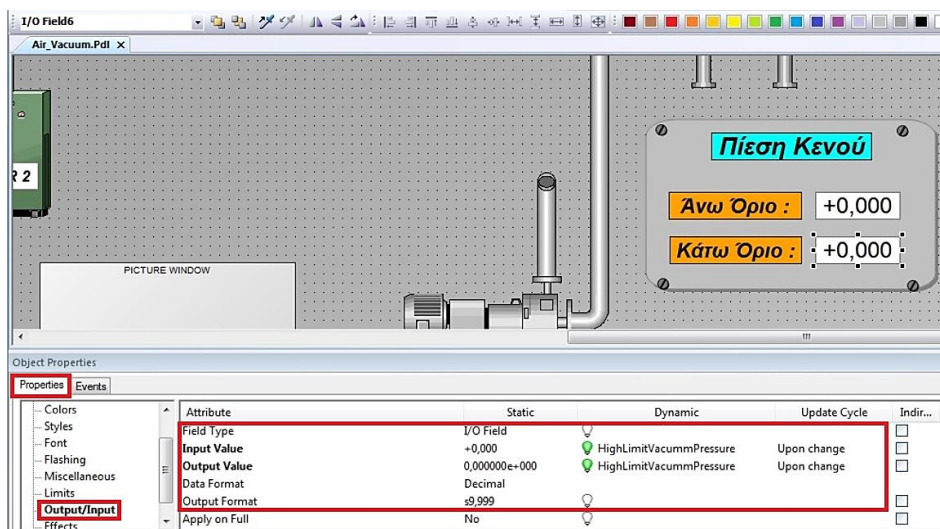 I/O Field6
Air_Vacuum.Pdl X
R 2
PICTURE WINDOW
Πίεση Κενού
Άνω Όριο : +0,000
Κάτω Όριο : +0,000
Object Properties
Properties Events
Colors
Styles
Font
Flashing
Miscellaneous
Limits
Output/Input
Effects
Attribute Static Dynamic Update Cycle Indir...
Field Type I/O Field
Input Value +0,000 HighLimitVacummPressure Upon change
Output Value 0,000000e+000 HighLimitVacummPressure Upon change
Data Format Decimal
Output Format s9,999
Apply on Full No